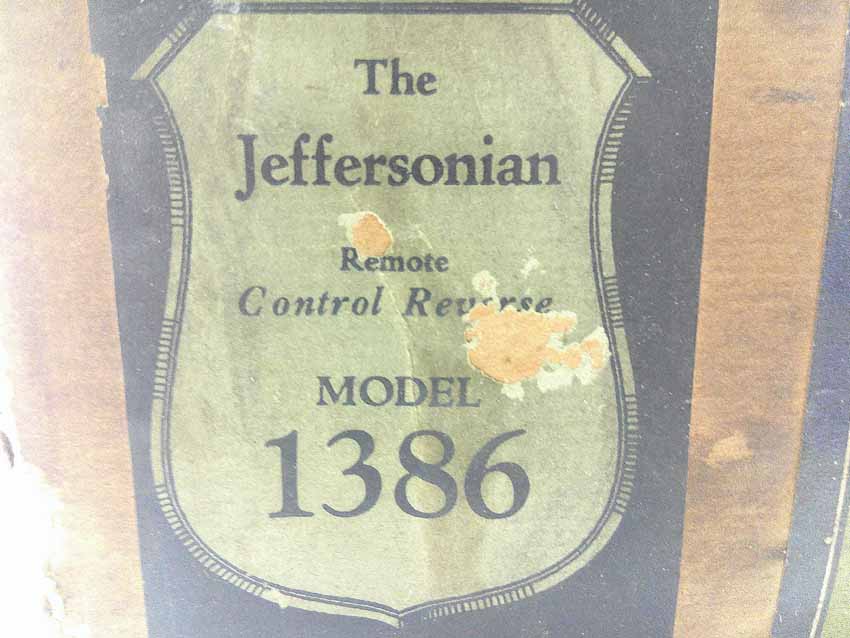 The
Jeffersonian
Remote
Control Reverse
MODEL
1386